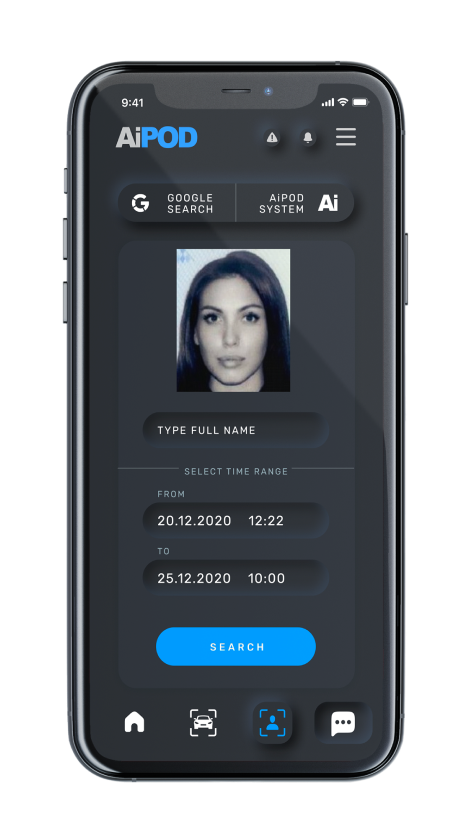 9:41
AiPOD
GOOGLE SEARCH
AiPOD SYSTEM Ai
TYPE FULL NAME
SELECT TIME RANGE
FROM
20.12.2020 12:22
TO
25.12.2020 10:00
SEARCH